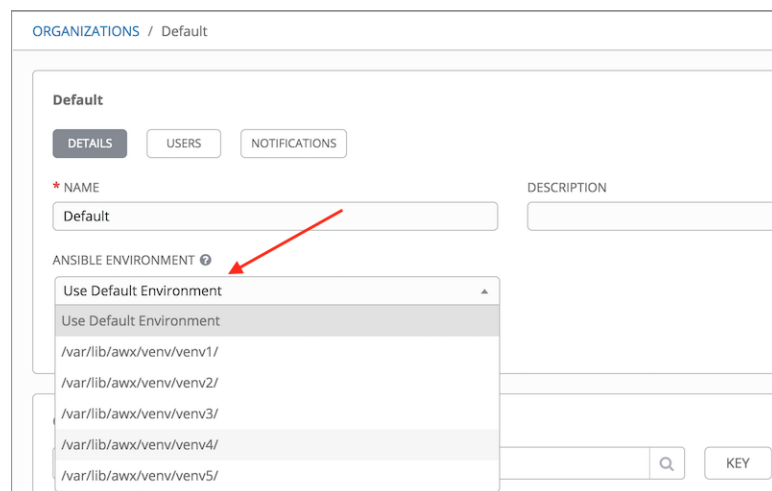 ORGANIZATIONS / Default
Default
DETAILS USERS NOTIFICATIONS
* NAME DESCRIPTION
Default
ANSIBLE ENVIRONMENT ?
Use Default Environment
Use Default Environment
/var/lib/awx/venv/venv1/
/var/lib/awx/venv/venv2/
/var/lib/awx/venv/venv3/
/var/lib/awx/venv/venv4/
KEY
/var/lib/awx/venv/venv5/